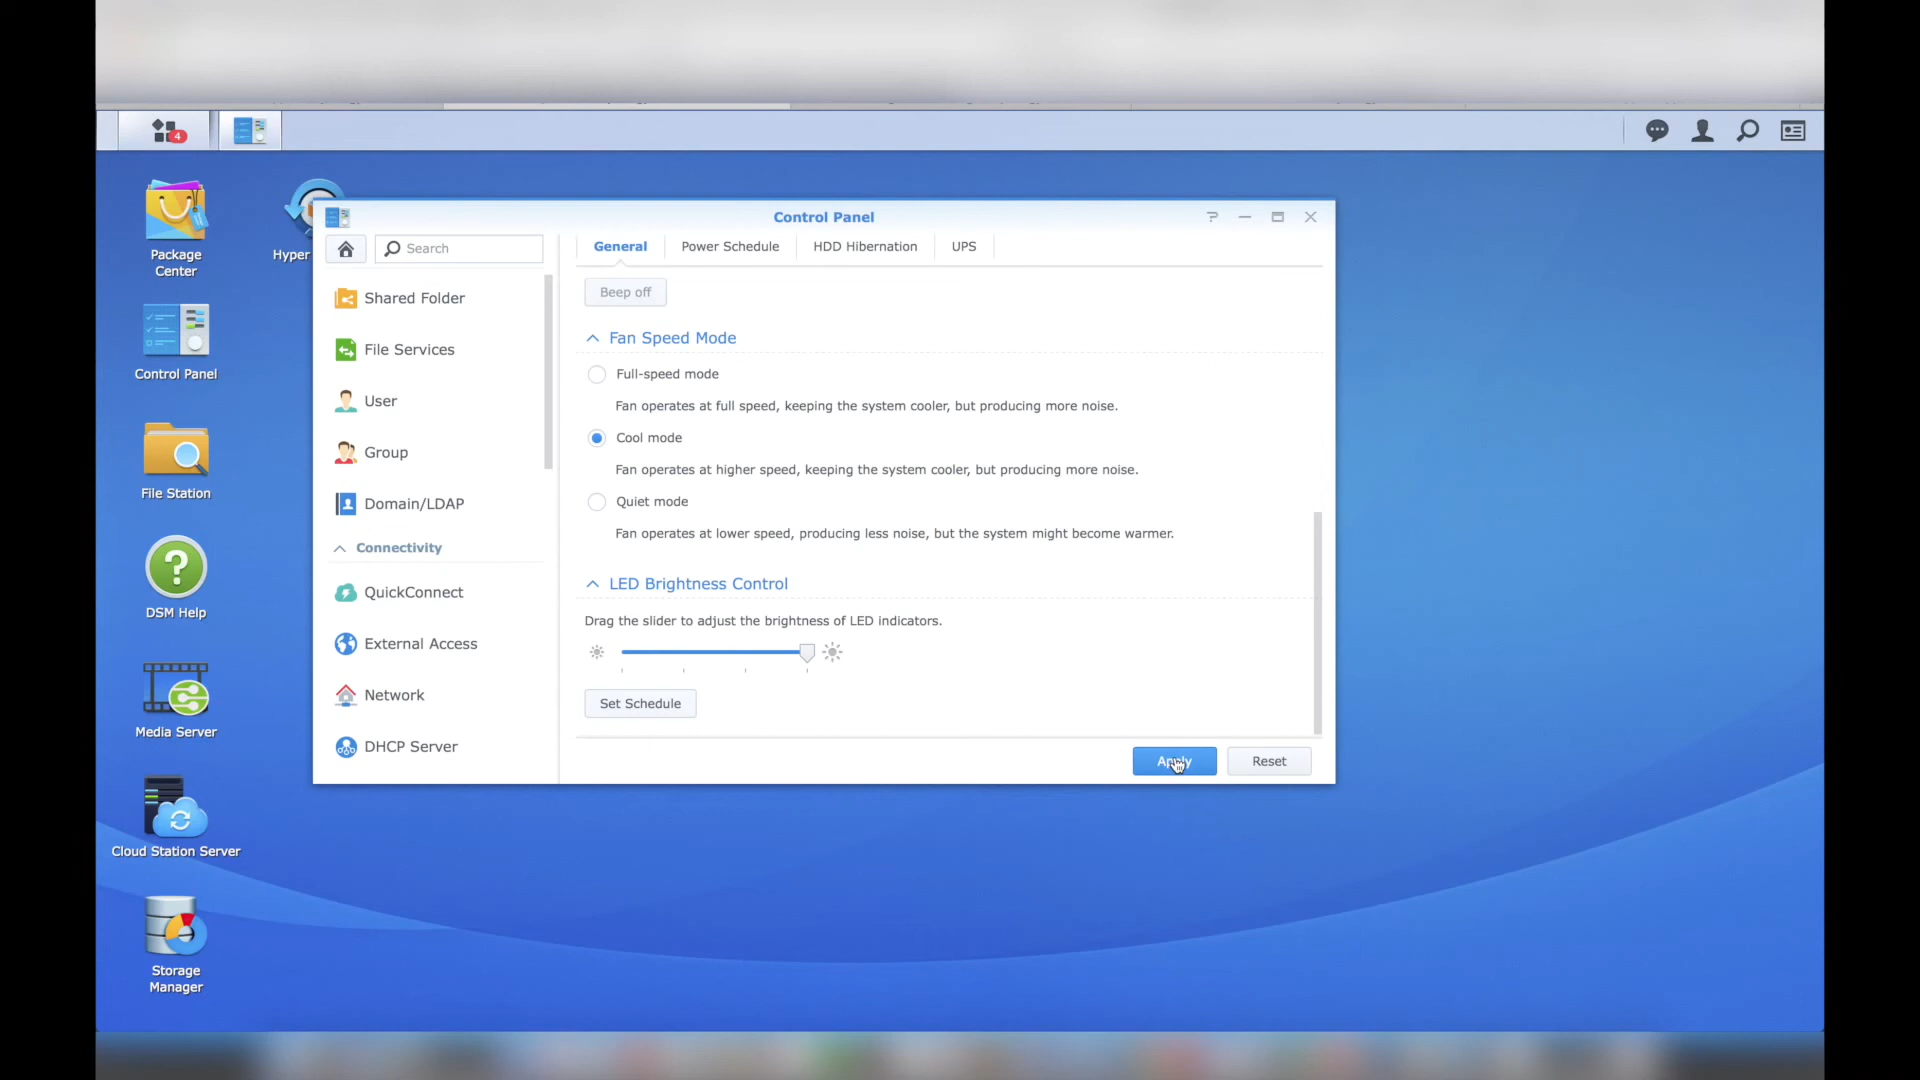 4
Package
Center
Control Panel
File Station
DSM Help
Media Server
Cloud Station Server
Storage
Manager
Hyper
Control Panel
Search
Shared Folder
File Services
User
Group
Domain/LDAP
Connectivity
QuickConnect
External Access
Network
DHCP Server
General Power Schedule HDD Hibernation UPS
Beep off
Fan Speed Mode
Full-speed mode
Fan operates at full speed, keeping the system cooler, but producing more noise.
Cool mode
Fan operates at higher speed, keeping the system cooler, but producing more noise.
Quiet mode
Fan operates at lower speed, producing less noise, but the system might become warmer.
LED Brightness Control
Drag the slider to adjust the brightness of LED indicators.
Set Schedule
Apply Reset